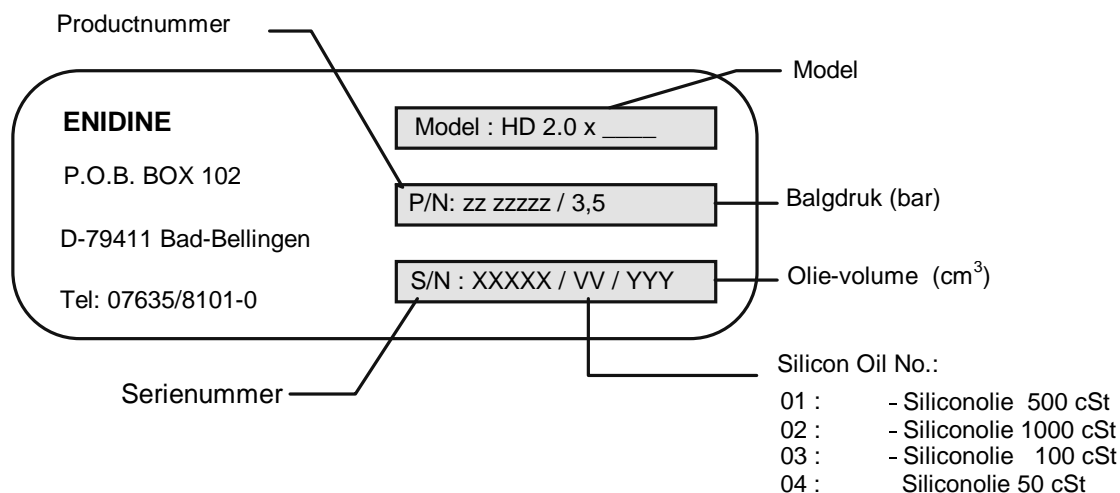 Productnummer
Model
ENIDINE
Model : HD 2.0 x ____
P.O.B. BOX 102
P/N: zz zzzzz / 3,5
Balgdruk (bar)
D-79411 Bad-Bellingen
S/N : XXXXX / VV / YYY
Olie-volume (cm³)
Tel: 07635/8101-0
Serienummer
Silicon Oil No.:
01 : - Siliconolie 500 cSt
02 : - Siliconolie 1000 cSt
03 : - Siliconolie 100 cSt
04 : Siliconolie 50 cSt